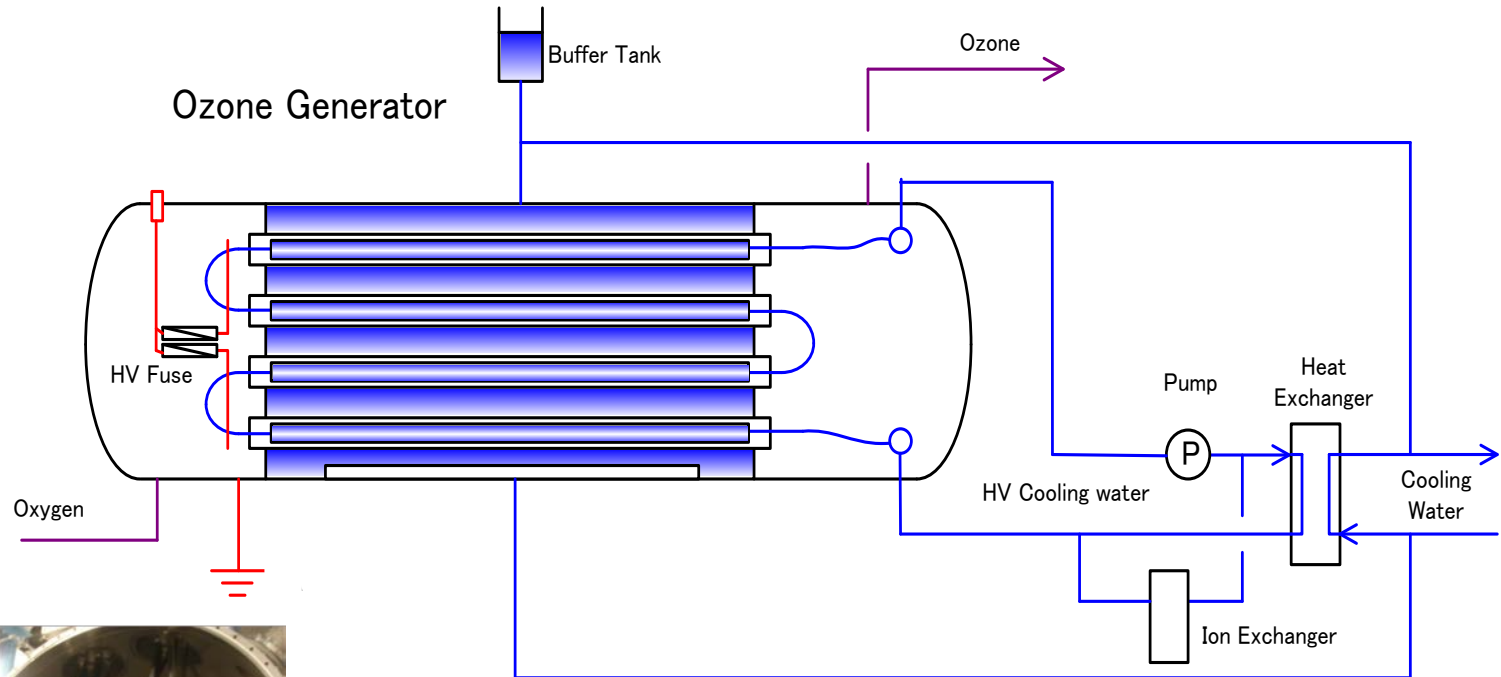 Ozone
Buffer Tank
Ozone Generator
HV Fuse
Pump
Heat
Exchanger
P
HV Cooling water
Cooling
Water
Oxygen
Ion Exchanger